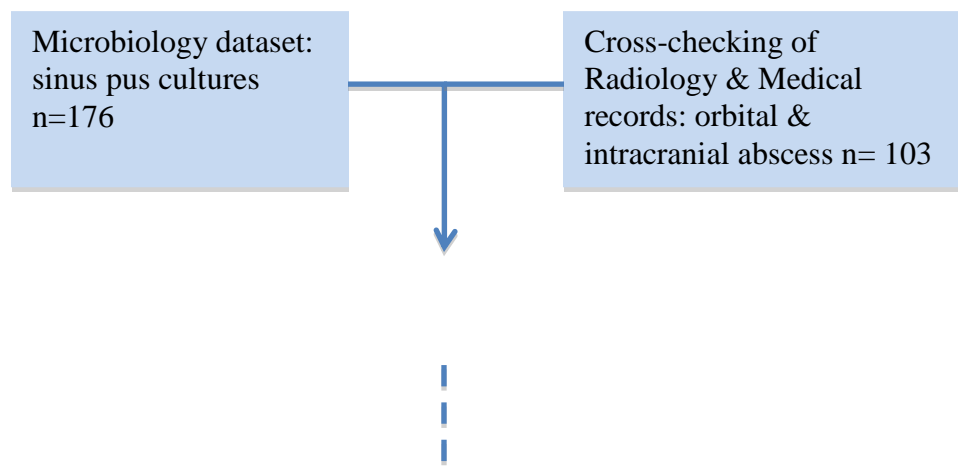 Microbiology dataset:
sinus pus cultures
n=176
Cross-checking of
Radiology & Medical
records: orbital &
intracranial abscess n= 103